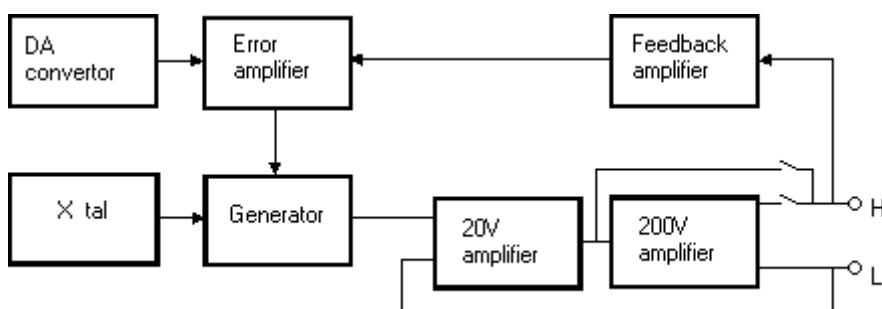 DA
convertor
Error
amplifier
Feedback
amplifier
X tal
Generator
20V
amplifier
200V
amplifier
H
L